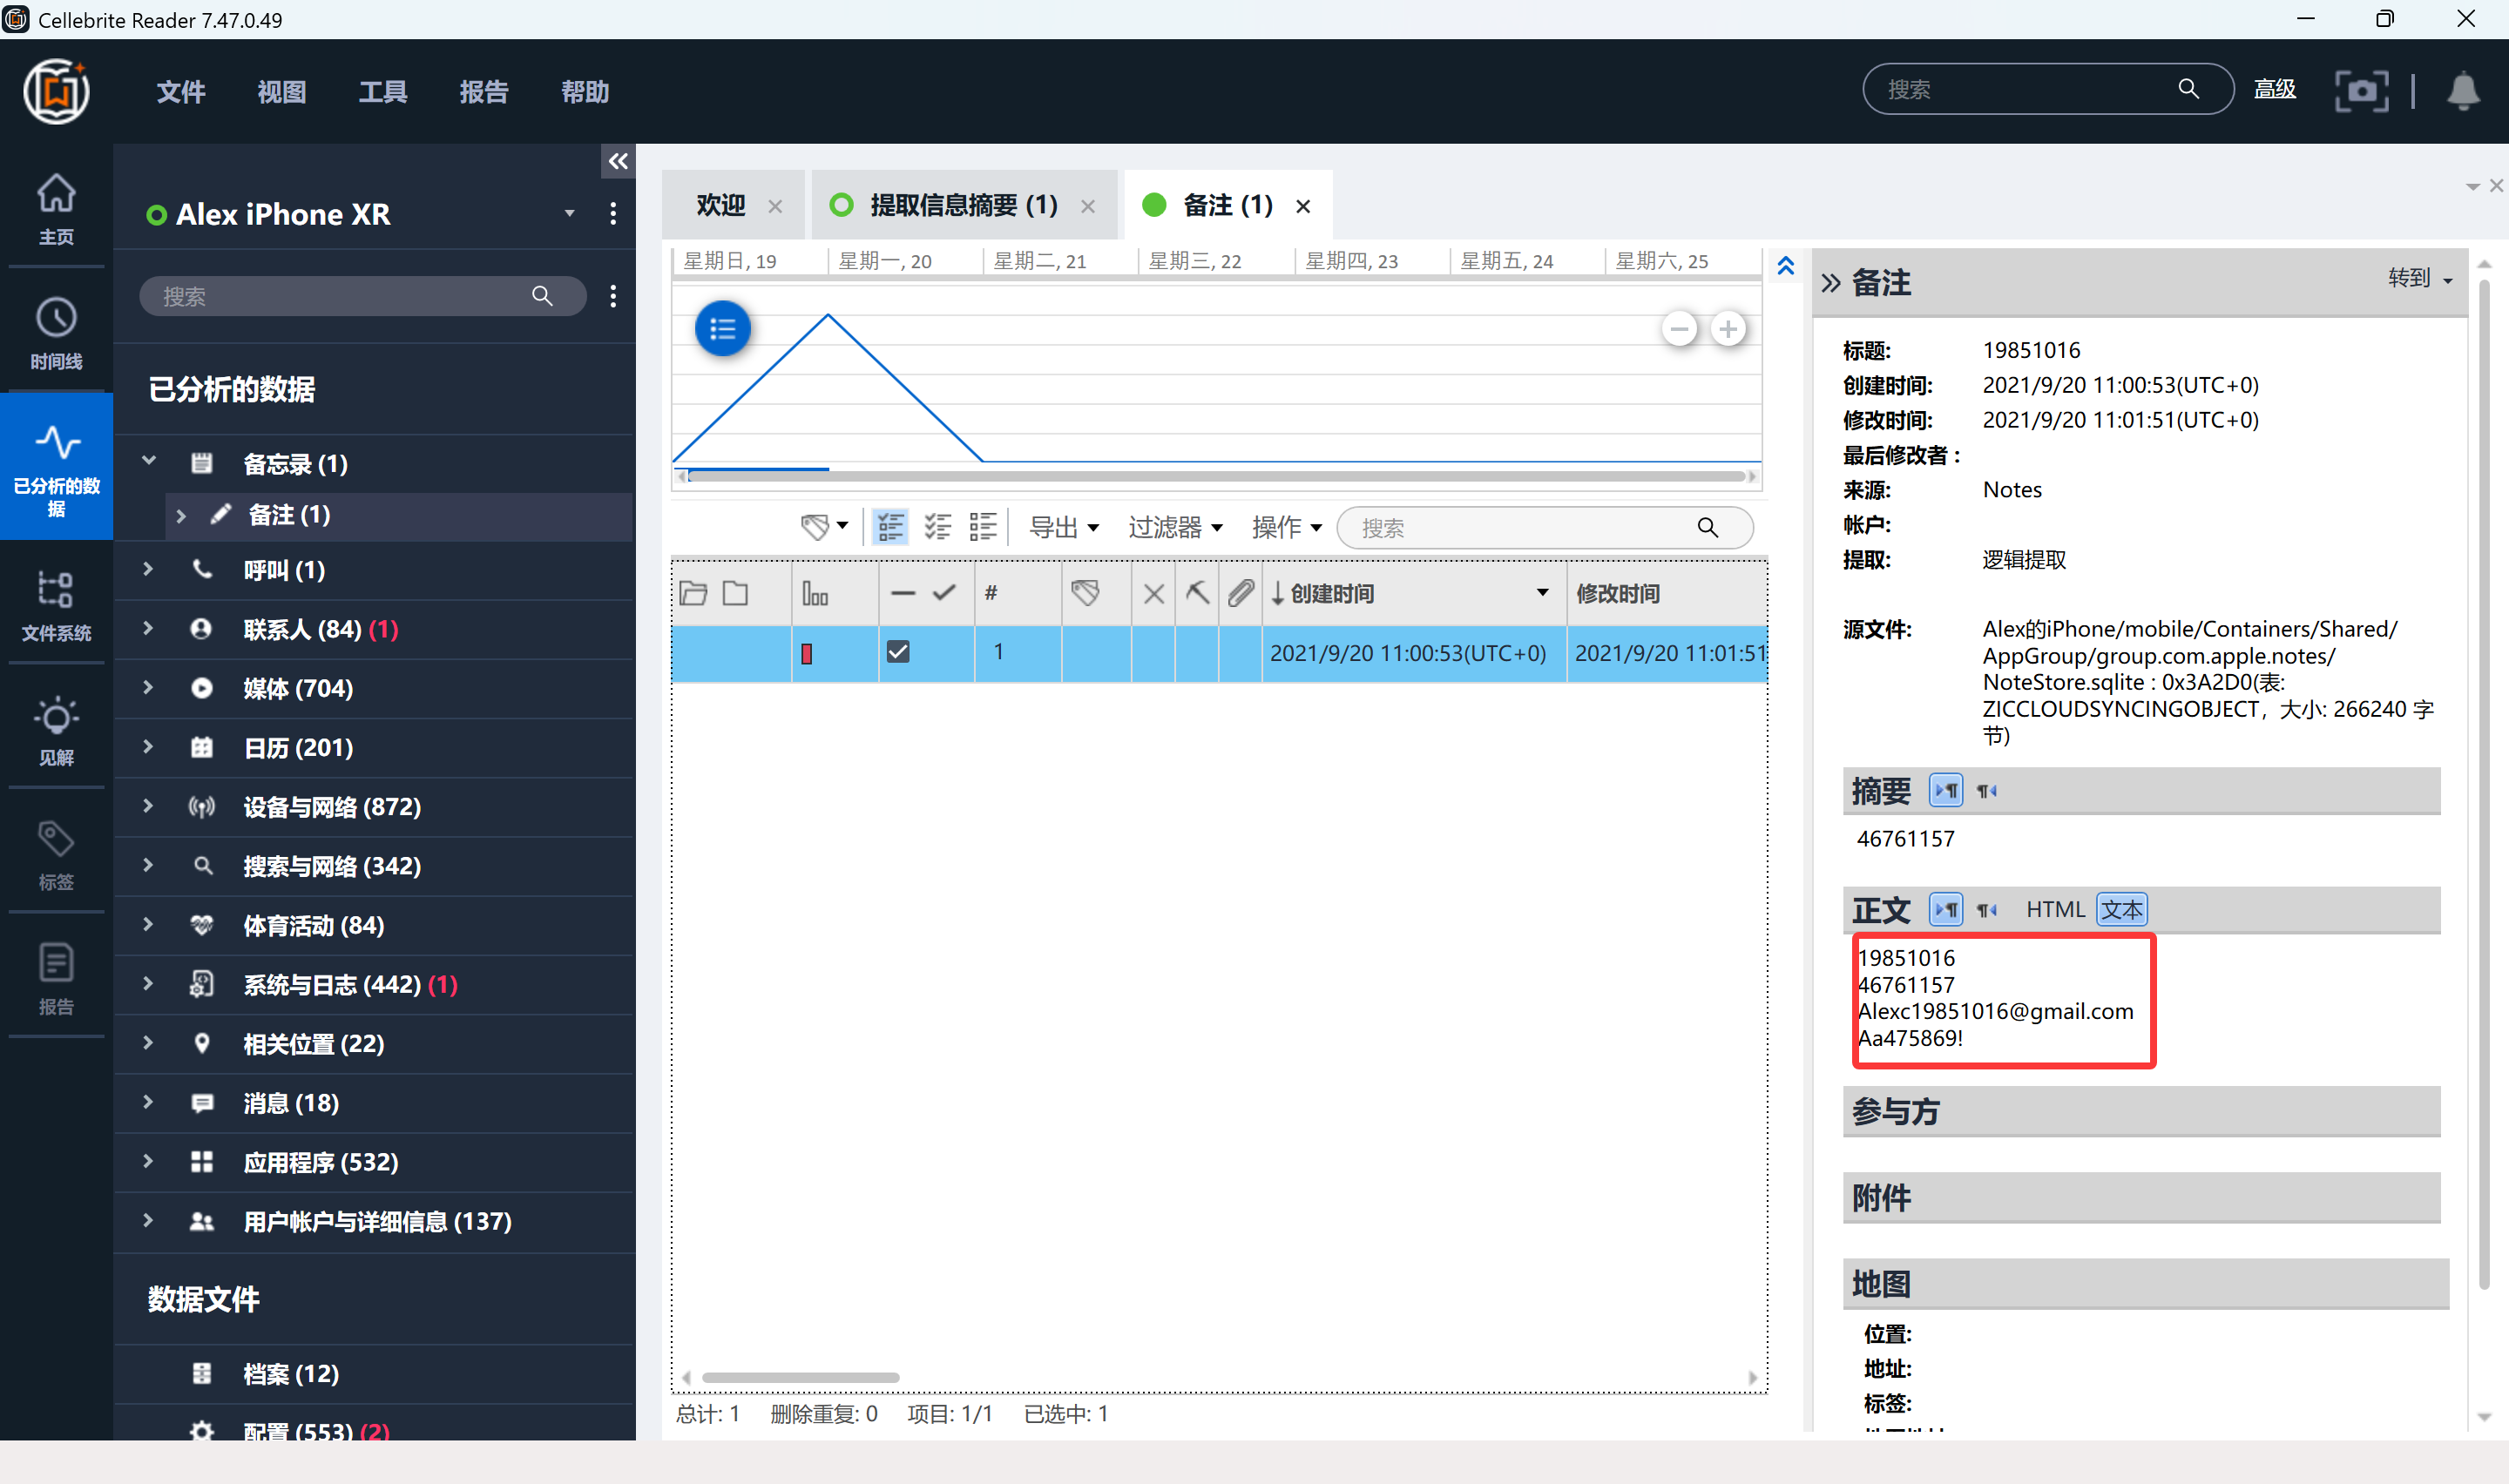 Cellebrite Reader 7.47.0.49
文件 视图 工具 报告 帮助
搜索 高级
主页
时间线
已分析的数据
文件系统
见解
标签
报告
Alex iPhone XR
搜索
已分析的数据
备忘录 (1)
备注 (1)
呼叫 (1)
联系人 (84) (1)
媒体 (704)
日历 (201)
设备与网络 (872)
搜索与网络 (342)
体育活动 (84)
系统与日志 (442) (1)
相关位置 (22)
消息 (18)
应用程序 (532)
用户帐户与详细信息 (137)
数据文件
档案 (12)
配置 (553) (2)
欢迎 提取信息摘要 (1) 备注 (1)
星期日, 19 星期一, 20 星期二, 21 星期三, 22 星期四, 23 星期五, 24 星期六, 25
导出 过滤器 操作 搜索
# 创建时间 修改时间
1 2021/9/20 11:00:53(UTC+0) 2021/9/20 11:01:51
总计: 1 删除重复: 0 项目: 1/1 已选中: 1
备注 转到
标题: 19851016
创建时间: 2021/9/20 11:00:53(UTC+0)
修改时间: 2021/9/20 11:01:51(UTC+0)
最后修改者 :
来源: Notes
帐户:
提取: 逻辑提取
源文件: Alex的iPhone/mobile/Containers/Shared/
AppGroup/group.com.apple.notes/
NoteStore.sqlite : 0x3A2D0(表:
ZICCLOUDSYNCINGOBJECT，大小: 266240 字
节)
摘要
46761157
正文 HTML 文本
19851016
46761157
Alexc19851016@gmail.com
Aa475869!
参与方
附件
地图
位置:
地址:
标签: